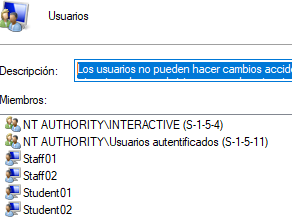 Usuarios
Descripción:
Los usuarios no pueden hacer cambios accid
Miembros:
NT AUTHORITY\INTERACTIVE (S-1-5-4)
NT AUTHORITY\Usuarios autentificados (S-1-5-11)
Staff01
Staff02
Student01
Student02